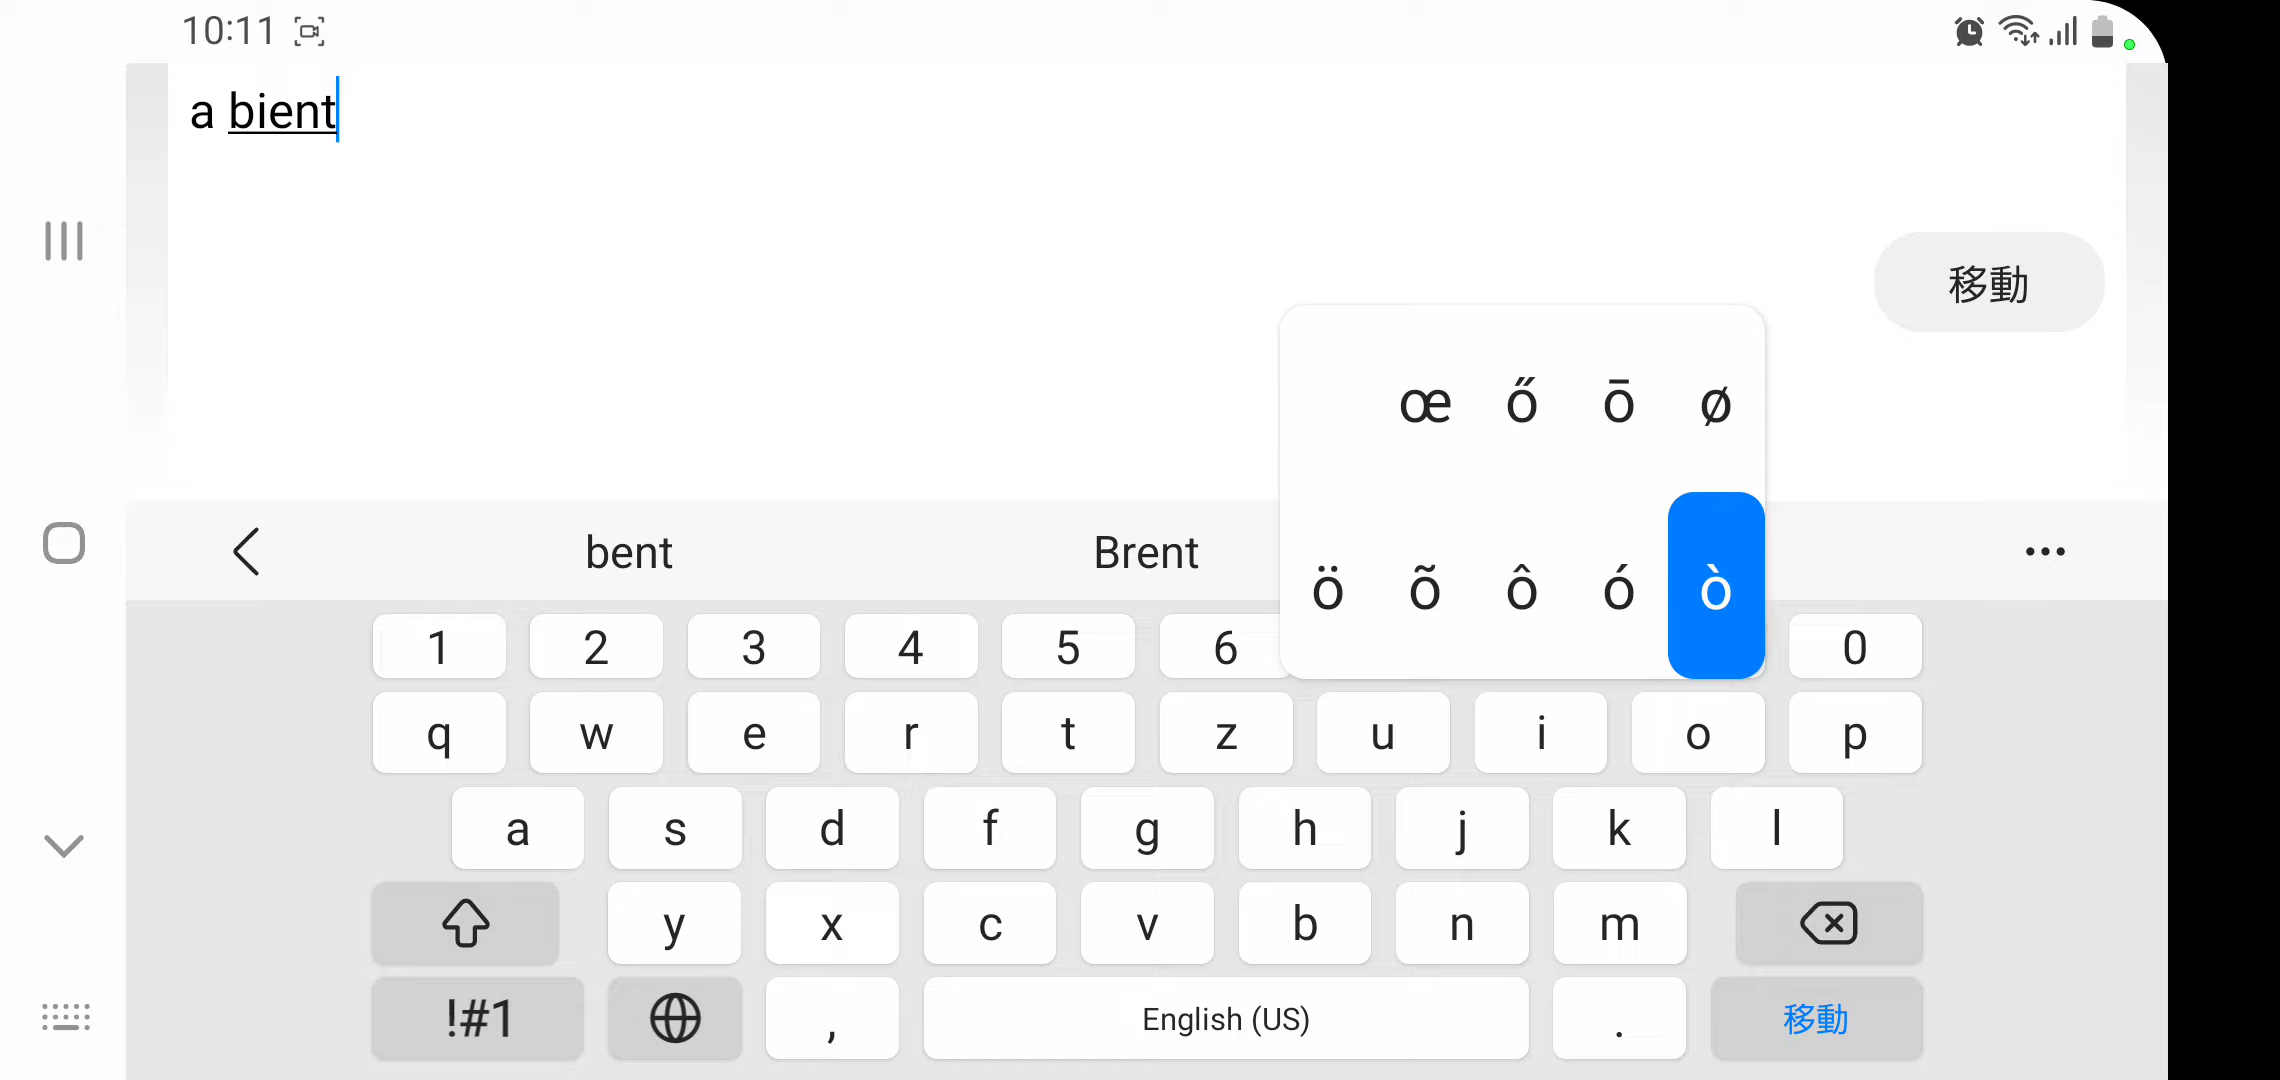 10:11
a bient
移動
œ ő ō ø
ö õ ô ó ò
bent Brent
1 2 3 4 5 6 0
q w e r t z u i o p
a s d f g h j k l
y x c v b n m
!#1 , English (US) . 移動